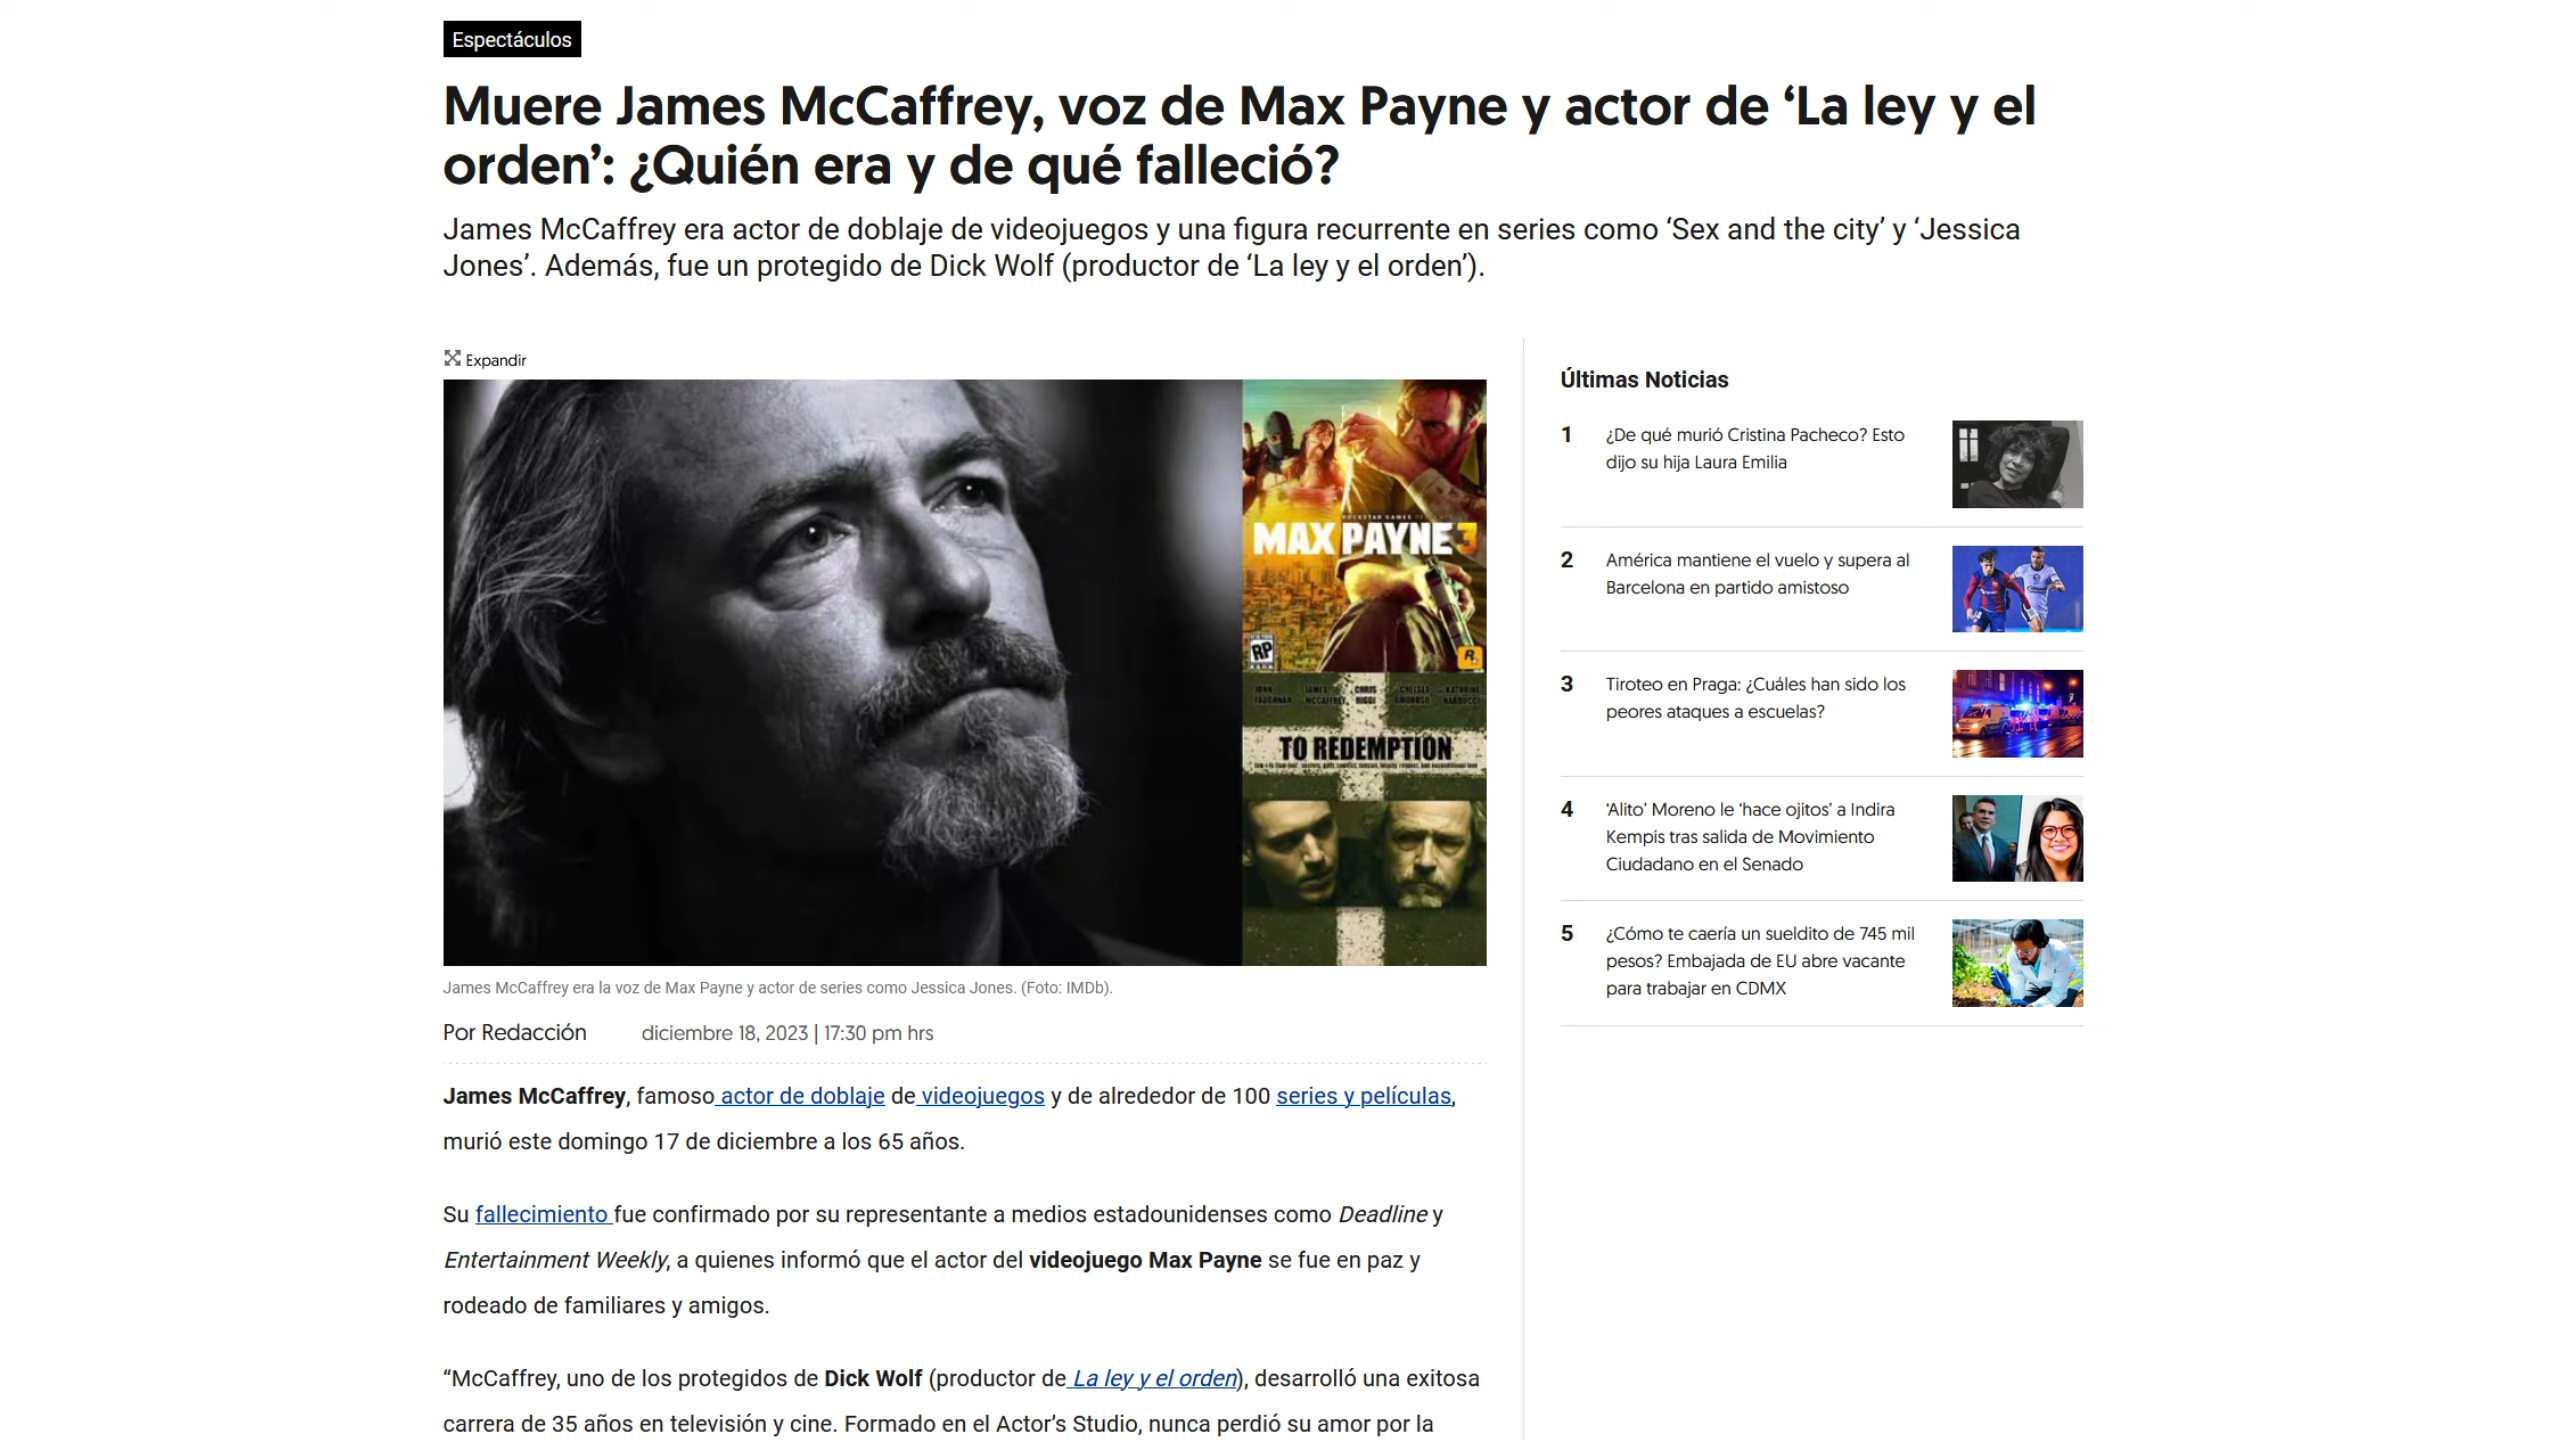 Espectáculos
Muere James McCaffrey, voz de Max Payne y actor de ‘La ley y el
orden’: ¿Quién era y de qué falleció?
James McCaffrey era actor de doblaje de videojuegos y una figura recurrente en series como ‘Sex and the city’ y ‘Jessica
Jones’. Además, fue un protegido de Dick Wolf (productor de ‘La ley y el orden’).
Expandir
ROCKSTAR GAMES
MAX PAYNE 3
RP
R
JOHN JAMES CHRIS CHELSEA KATHRINE
VAUGHNAN MCCAFFREY RIGGI NARDUCCI
TO REDEMPTION
James McCaffrey era la voz de Max Payne y actor de series como Jessica Jones. (Foto: IMDb).
Por Redacción diciembre 18, 2023 | 17:30 pm hrs
James McCaffrey, famoso actor de doblaje de videojuegos y de alrededor de 100 series y películas,
murió este domingo 17 de diciembre a los 65 años.
Su fallecimiento fue confirmado por su representante a medios estadounidenses como Deadline y
Entertainment Weekly, a quienes informó que el actor del videojuego Max Payne se fue en paz y
rodeado de familiares y amigos.
“McCaffrey, uno de los protegidos de Dick Wolf (productor de La ley y el orden), desarrolló una exitosa
carrera de 35 años en televisión y cine. Formado en el Actor’s Studio, nunca perdió su amor por la
Últimas Noticias
1 ¿De qué murió Cristina Pacheco? Esto
dijo su hija Laura Emilia
2 América mantiene el vuelo y supera al
Barcelona en partido amistoso
3 Tiroteo en Praga: ¿Cuáles han sido los
peores ataques a escuelas?
4 ‘Alito’ Moreno le ‘hace ojitos’ a Indira
Kempis tras salida de Movimiento
Ciudadano en el Senado
5 ¿Cómo te caería un sueldito de 745 mil
pesos? Embajada de EU abre vacante
para trabajar en CDMX